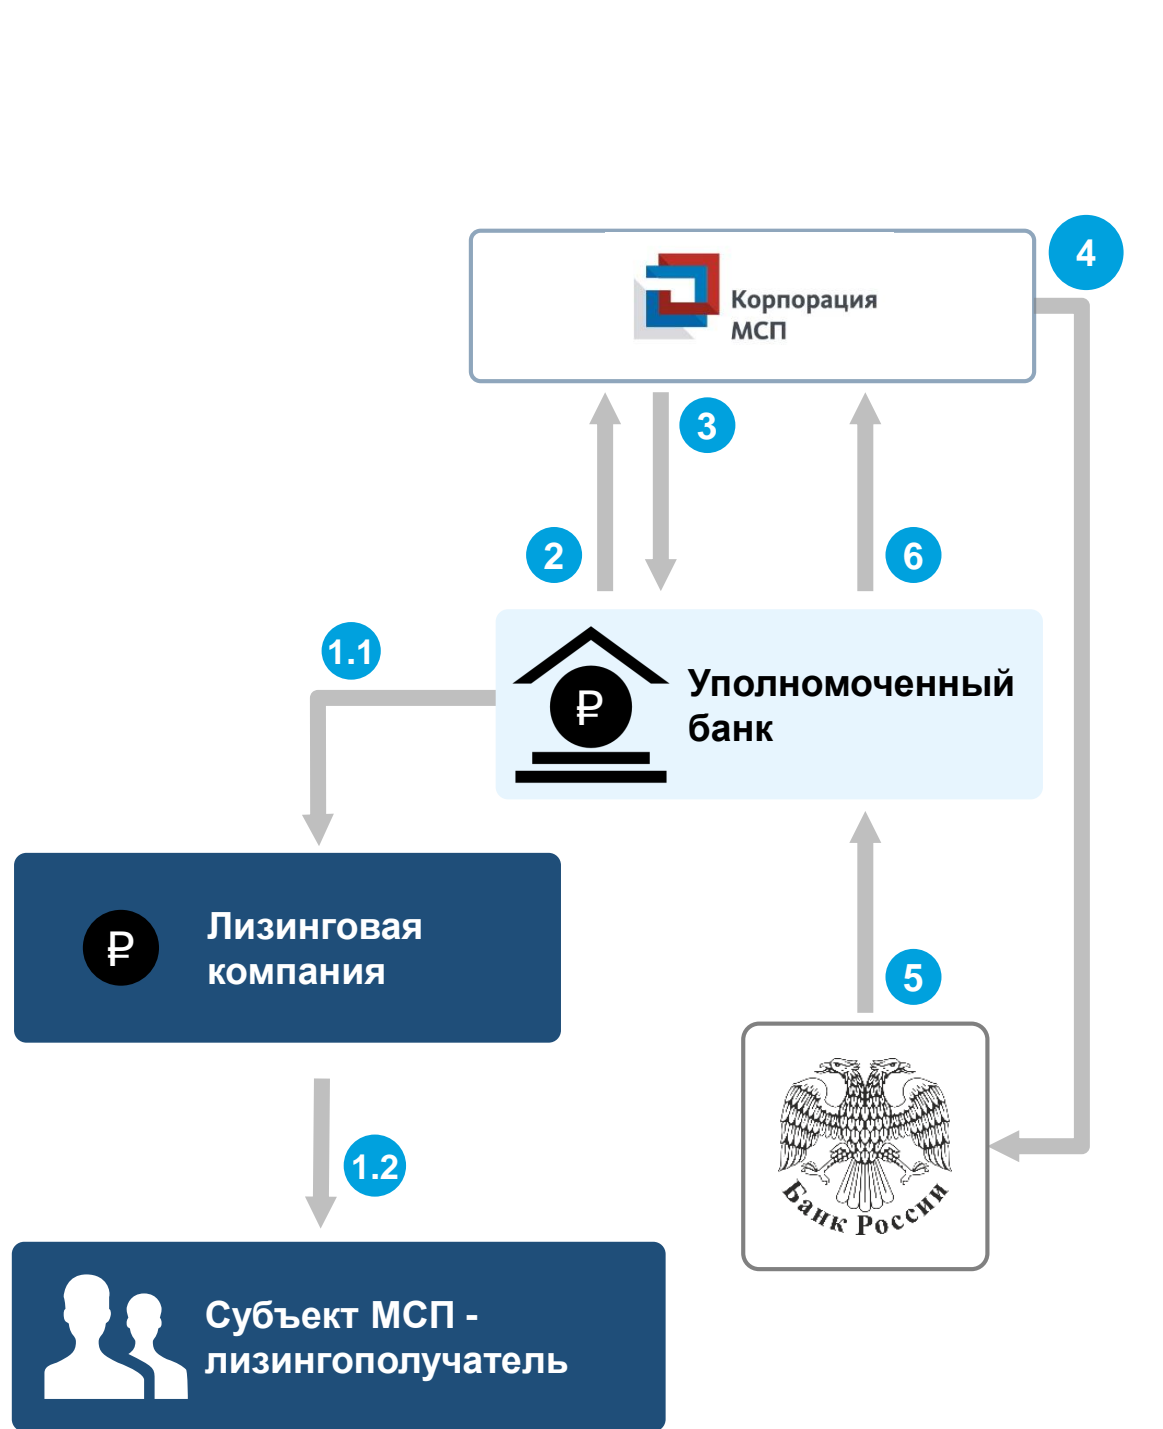 4
Корпорация
МСП
3
2
6
1.1
₽
Уполномоченный
банк
₽
Лизинговая
компания
5
1.2
Банк России
Субъект МСП -
лизингополучатель